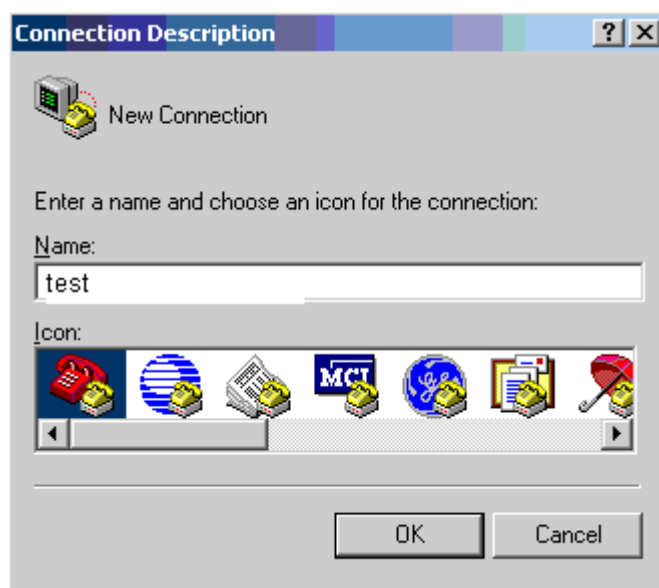 Connection Description
New Connection
Enter a name and choose an icon for the connection:
Name:
test
Icon:
MCI
OK Cancel